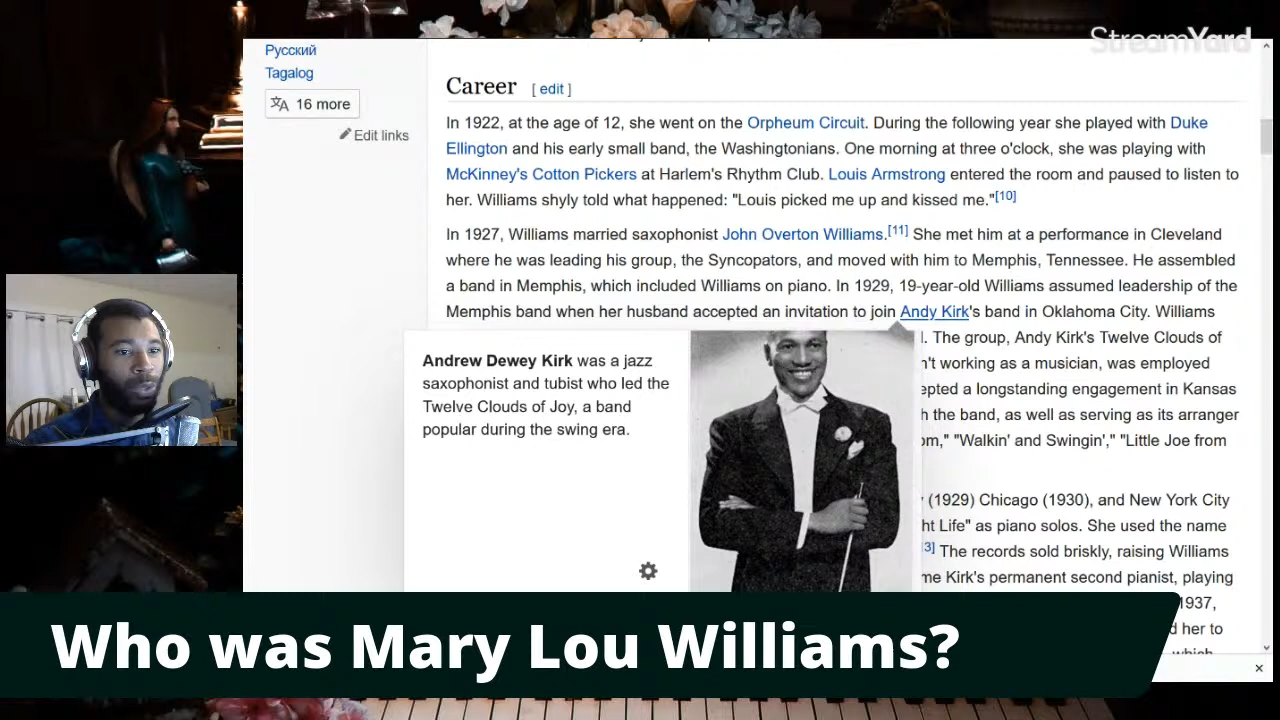 StreamYard
Русский
Tagalog
16 more
Edit links
Career [ edit ]
In 1922, at the age of 12, she went on the Orpheum Circuit. During the following year she played with Duke
Ellington and his early small band, the Washingtonians. One morning at three o'clock, she was playing with
McKinney's Cotton Pickers at Harlem's Rhythm Club. Louis Armstrong entered the room and paused to listen to
her. Williams shyly told what happened: "Louis picked me up and kissed me."[10]
In 1927, Williams married saxophonist John Overton Williams.[11] She met him at a performance in Cleveland
where he was leading his group, the Syncopators, and moved with him to Memphis, Tennessee. He assembled
a band in Memphis, which included Williams on piano. In 1929, 19-year-old Williams assumed leadership of the
Memphis band when her husband accepted an invitation to join Andy Kirk's band in Oklahoma City. Williams
. The group, Andy Kirk's Twelve Clouds of
n't working as a musician, was employed
epted a longstanding engagement in Kansas
h the band, as well as serving as its arranger
om," "Walkin' and Swingin'," "Little Joe from
(1929) Chicago (1930), and New York City
ht Life" as piano solos. She used the name
3] The records sold briskly, raising Williams
me Kirk's permanent second pianist, playing
1937,
d her to
Andrew Dewey Kirk was a jazz
saxophonist and tubist who led the
Twelve Clouds of Joy, a band
popular during the swing era.
Who was Mary Lou Williams?